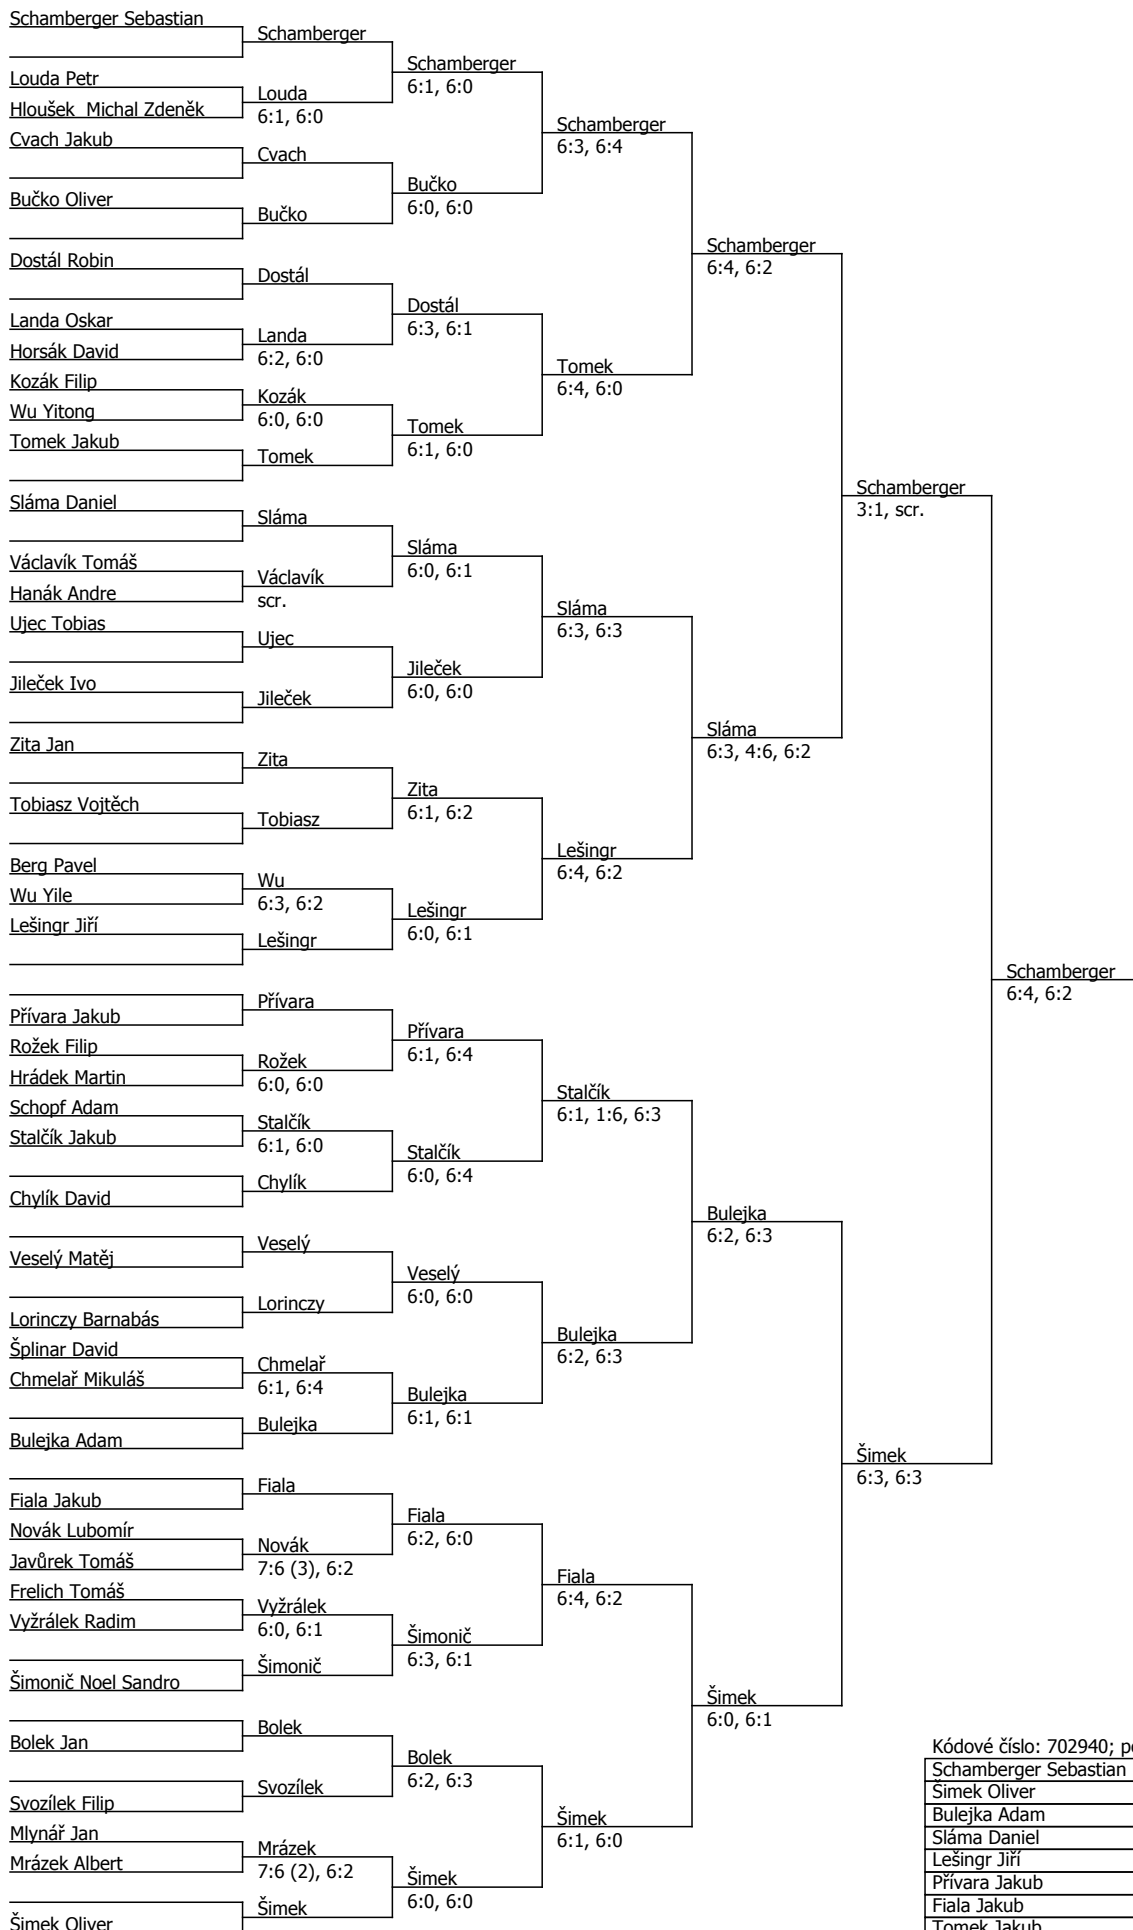 Schamberger Sebastian
Louda Petr
Hloušek  Michal Zdeněk
Cvach Jakub
Bučko Oliver
Dostál Robin
Landa Oskar
Horsák David
Kozák Filip
Wu Yitong
Tomek Jakub
Sláma Daniel
Václavík Tomáš
Hanák Andre
Ujec Tobias
Jileček Ivo
Zita Jan
Tobiasz Vojtěch
Berg Pavel
Wu Yile
Lešingr Jiří
Přívara Jakub
Rožek Filip
Hrádek Martin
Schopf Adam
Stalčík Jakub
Chylík David
Veselý Matěj
Lorinczy Barnabás
Šplinar David
Chmelař Mikuláš
Bulejka Adam
Fiala Jakub
Novák Lubomír
Javůrek Tomáš
Frelich Tomáš
Vyžrálek Radim
Šimonič Noel Sandro
Bolek Jan
Svozílek Filip
Mlynář Jan
Mrázek Albert
Šimek Oliver
Schamberger
Louda
6:1, 6:0
Cvach
Bučko
Dostál
Landa
6:2, 6:0
Kozák
6:0, 6:0
Tomek
Sláma
Václavík
scr.
Ujec
Jileček
Zita
Tobiasz
Wu
6:3, 6:2
Lešingr
Přívara
Rožek
6:0, 6:0
Stalčík
6:1, 6:0
Chylík
Veselý
Lorinczy
Chmelař
6:1, 6:4
Bulejka
Fiala
Novák
7:6 (3), 6:2
Vyžrálek
6:0, 6:1
Šimonič
Bolek
Svozílek
Mrázek
7:6 (2), 6:2
Šimek
Schamberger
6:1, 6:0
Bučko
6:0, 6:0
Dostál
6:3, 6:1
Tomek
6:1, 6:0
Sláma
6:0, 6:1
Jileček
6:0, 6:0
Zita
6:1, 6:2
Lešingr
6:0, 6:1
Přívara
6:1, 6:4
Stalčík
6:0, 6:4
Veselý
6:0, 6:0
Bulejka
6:1, 6:1
Fiala
6:2, 6:0
Šimonič
6:3, 6:1
Bolek
6:2, 6:3
Šimek
6:0, 6:0
Schamberger
6:3, 6:4
Tomek
6:4, 6:0
Sláma
6:3, 6:3
Lešingr
6:4, 6:2
Stalčík
6:1, 1:6, 6:3
Bulejka
6:2, 6:3
Fiala
6:4, 6:2
Šimek
6:1, 6:0
Schamberger
6:4, 6:2
Sláma
6:3, 4:6, 6:2
Bulejka
6:2, 6:3
Šimek
6:0, 6:1
Schamberger
3:1, scr.
Šimek
6:3, 6:3
Schamberger
6:4, 6:2
Kódové číslo: 702940;
Schamberger Sebastian
Šimek Oliver
Bulejka Adam
Sláma Daniel
Lešingr Jiří
Přívara Jakub
Fiala Jakub
Tomek Jakub